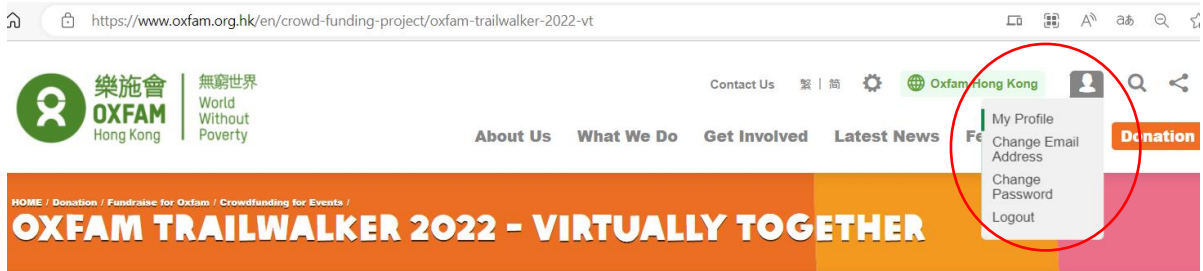 https://www.oxfam.org.hk/en/crowd-funding-project/oxfam-trailwalker-2022-vt
A
aあ
樂施會
OXFAM
Hong Kong
無窮世界
World
Without
Poverty
Contact Us 繁 | 简 Oxfam Hong Kong
About Us What We Do Get Involved Latest News Fe Donation
My Profile
Change Email
Address
Change
Password
Logout
HOME / Donation / Fundraise for Oxfam / Crowdfunding for Events /
OXFAM TRAILWALKER 2022 - VIRTUALLY TOGETHER